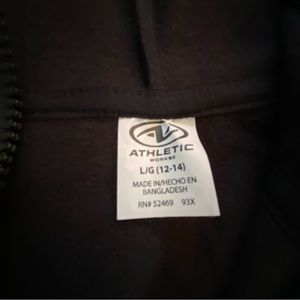 ATHLETIC
WORKS®
L/G (12-14)
MADE IN/HECHO EN
BANGLADESH
RN# 52469 93X